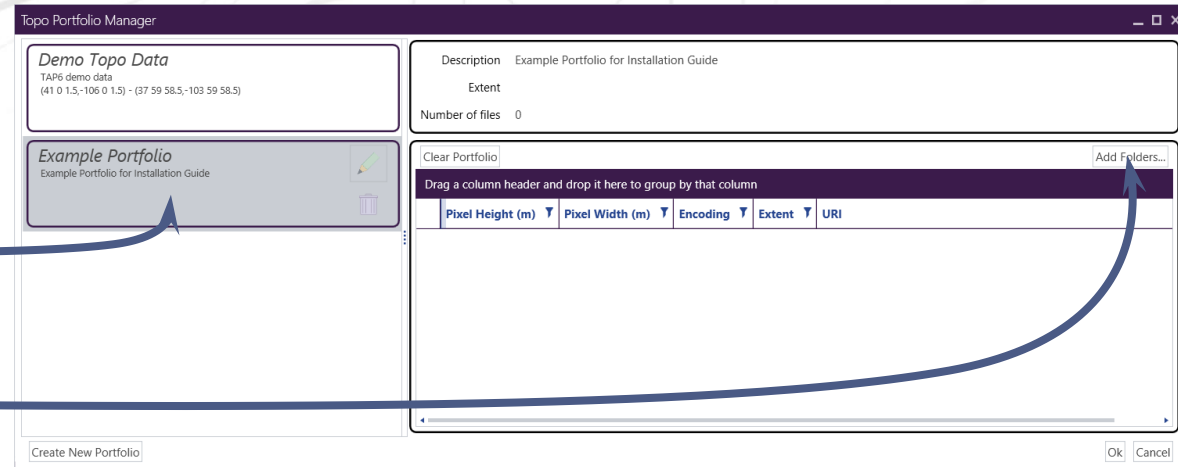 Topo Portfolio Manager
Demo Topo Data
TAP6 demo data
(41 0 1.5,-106 0 1.5) - (37 59 58.5,-103 59 58.5)
Example Portfolio
Example Portfolio for Installation Guide
Description Example Portfolio for Installation Guide
Extent
Number of files 0
Clear Portfolio Add Folders...
Drag a column header and drop it here to group by that column
Pixel Height (m) Pixel Width (m) Encoding Extent URI
Create New Portfolio Ok Cancel